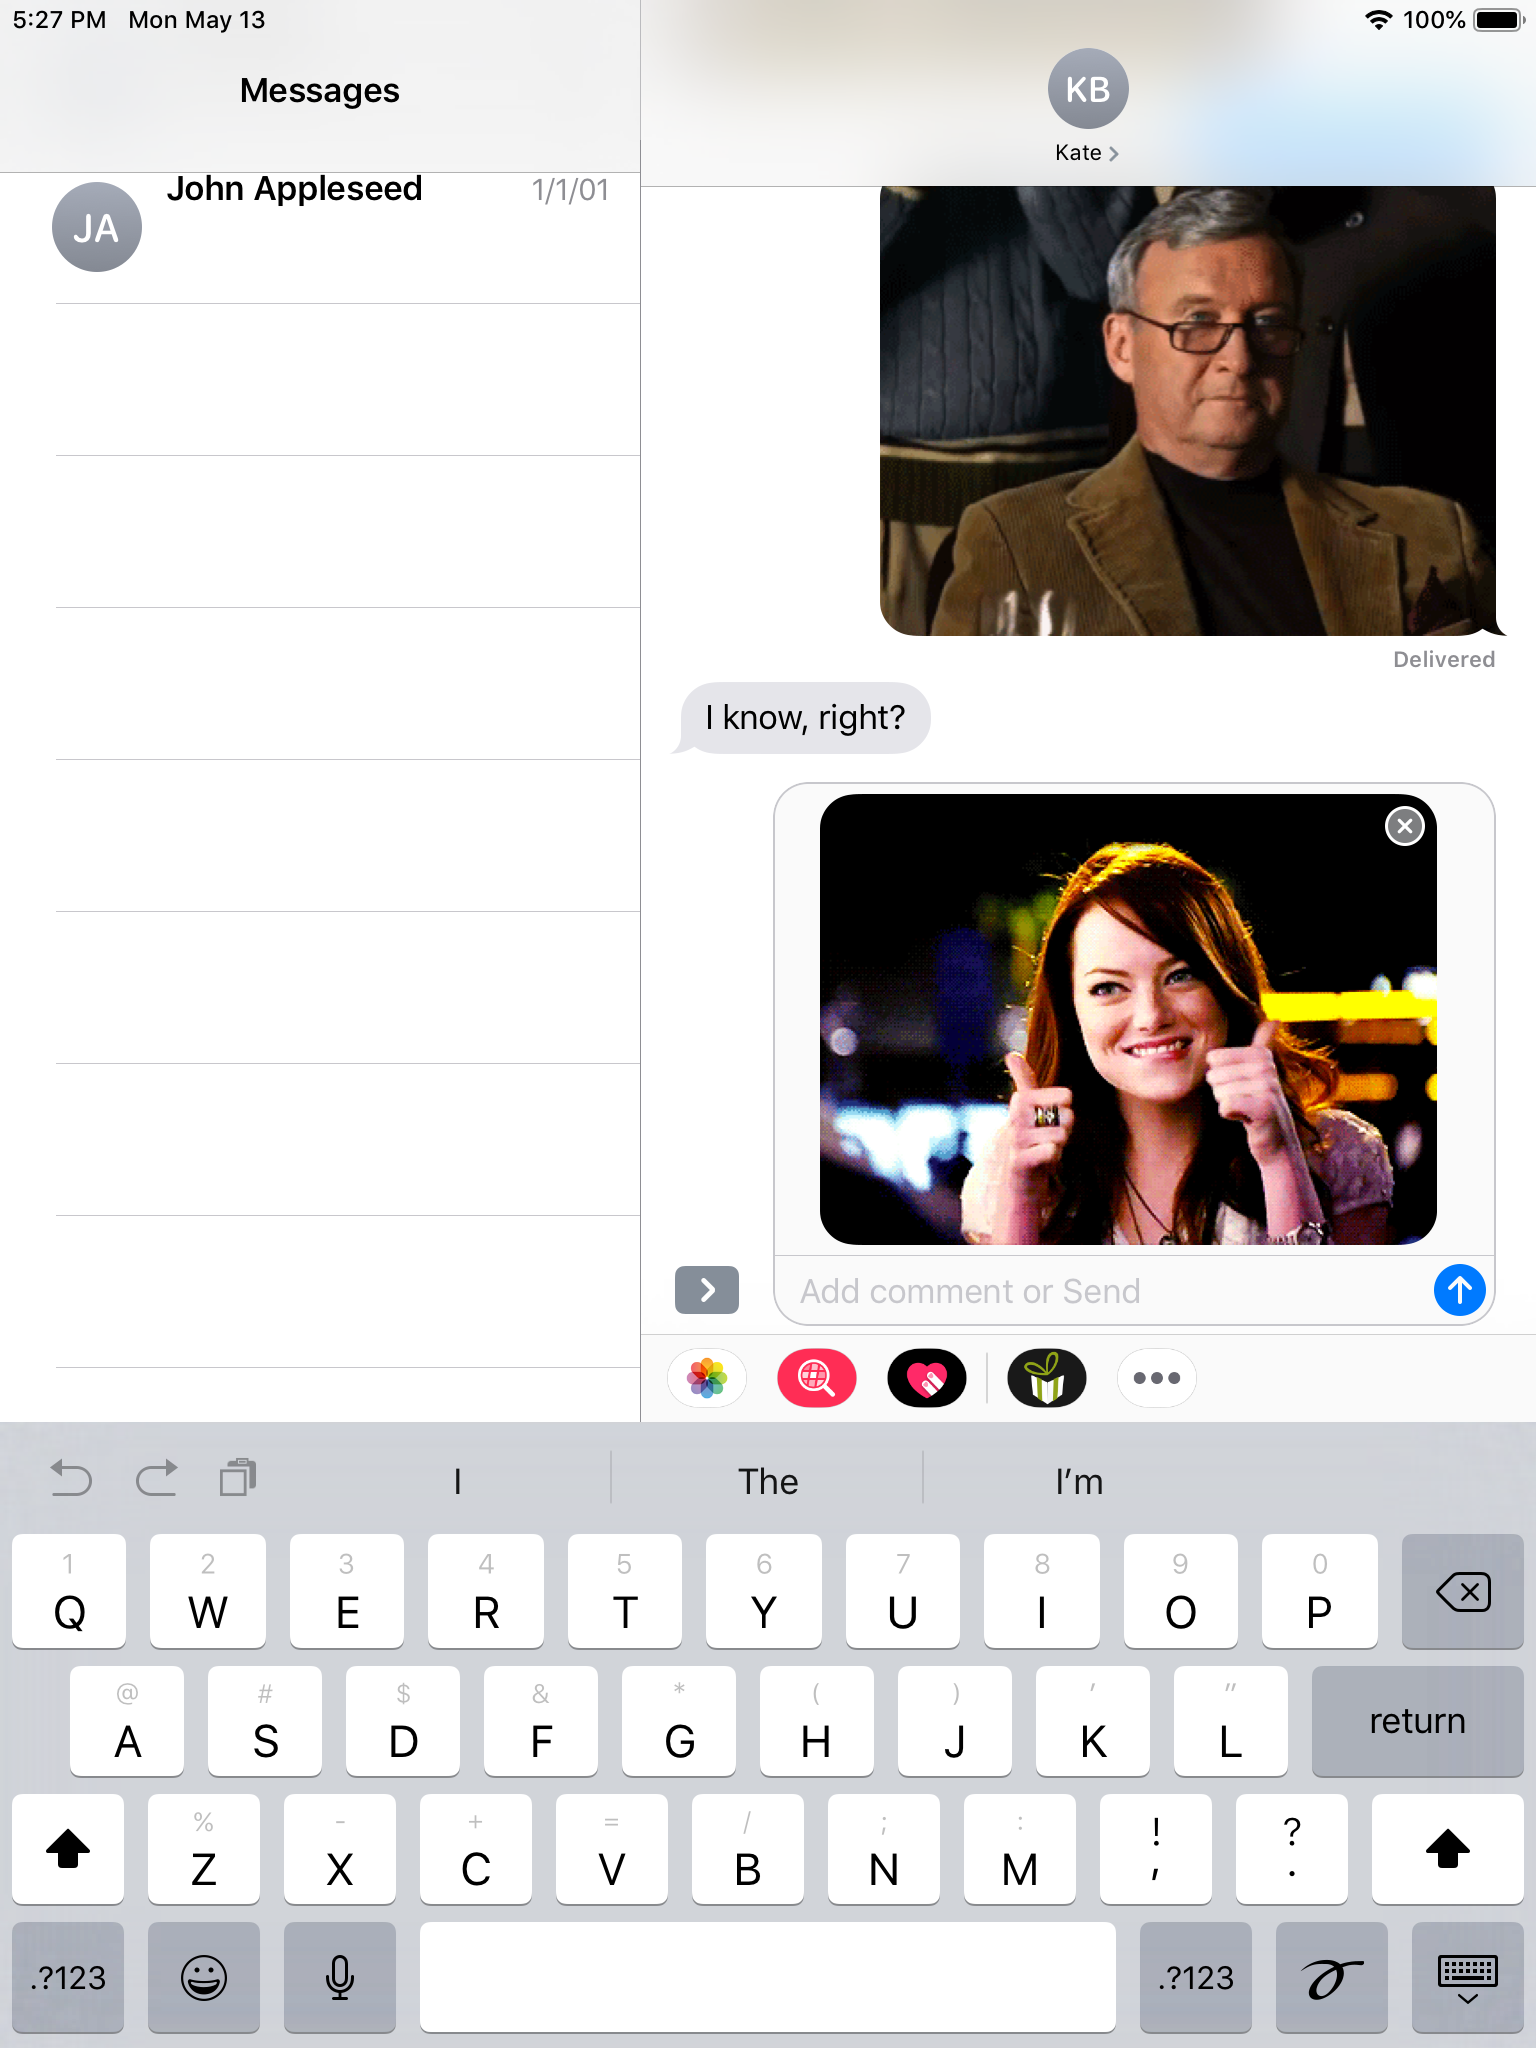 5:27 PM Mon May 13
100%
Messages
KB
Kate
JA
John Appleseed 1/1/01
Delivered
I know, right?
Add comment or Send
I The I’m
1 2 3 4 5 6 7 8 9 0
Q W E R T Y U I O P
@ # $ & * ( ) ' "
A S D F G H J K L return
% - + = / ; : ! ?
Z X C V B N M , .
.?123 .?123